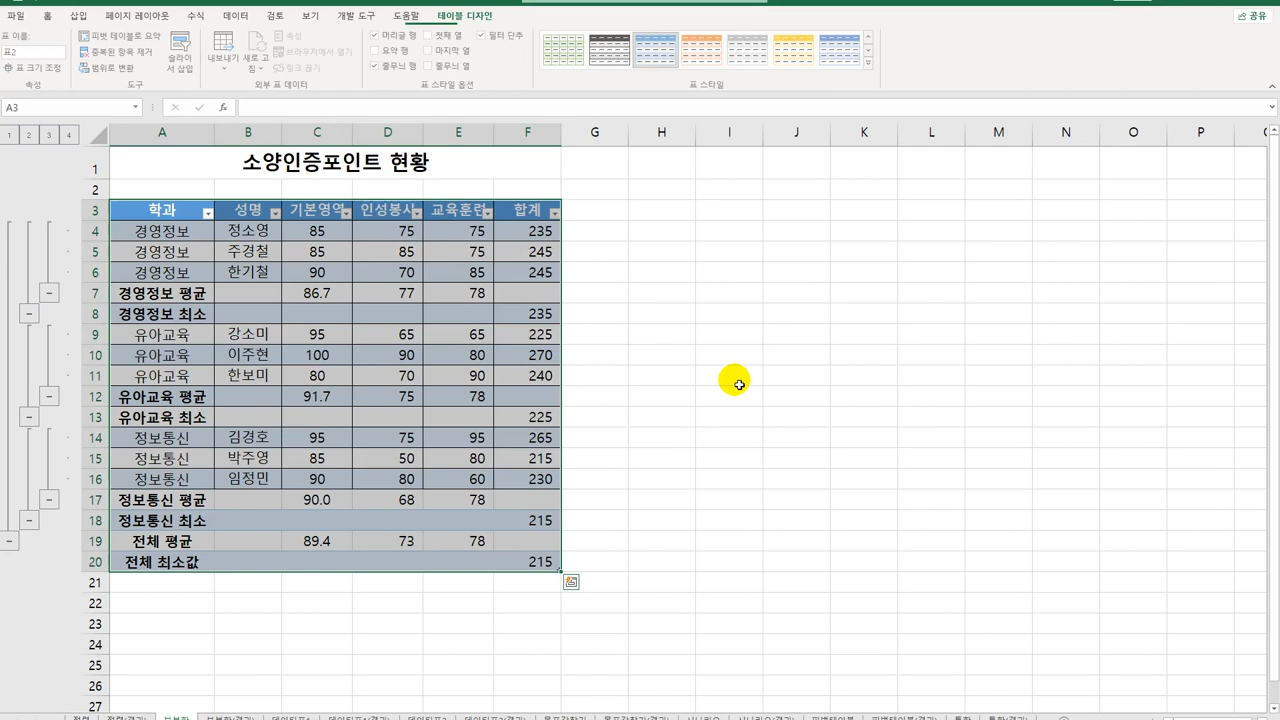 파일 홈 삽입 페이지 레이아웃 수식 데이터 검토 보기 개발 도구 도움말 테이블 디자인 공유
표 이름: 피벗 테이블로 요약 속성 머리글 행 첫째 열 필터 단추
중복된 항목 제거 브라우저에서 열기 요약 행 마지막 열
표 크기 조정 범위로 변환 슬라이서 삽입 내보내기 새로 고침 링크 끊기 줄무늬 행 줄무늬 열
속성 도구 외부 표 데이터 표 스타일 옵션 표 스타일
A3 fx
1 2 3 4 A B C D E F G H I J K L M N O P
1 소양인증포인트 현황
2
3 학과 성명 기본영역 인성봉사 교육훈련 합계
4 경영정보 정소영 85 75 75 235
5 경영정보 주경철 85 85 75 245
6 경영정보 한기철 90 70 85 245
7 경영정보 평균 86.7 77 78
8 경영정보 최소 235
9 유아교육 강소미 95 65 65 225
10 유아교육 이주현 100 90 80 270
11 유아교육 한보미 80 70 90 240
12 유아교육 평균 91.7 75 78
13 유아교육 최소 225
14 정보통신 김경호 95 75 95 265
15 정보통신 박주영 85 50 80 215
16 정보통신 임정민 90 80 60 230
17 정보통신 평균 90.0 68 78
18 정보통신 최소 215
19 전체 평균 89.4 73 78
20 전체 최소값 215
21
22
23
24
25
26
27